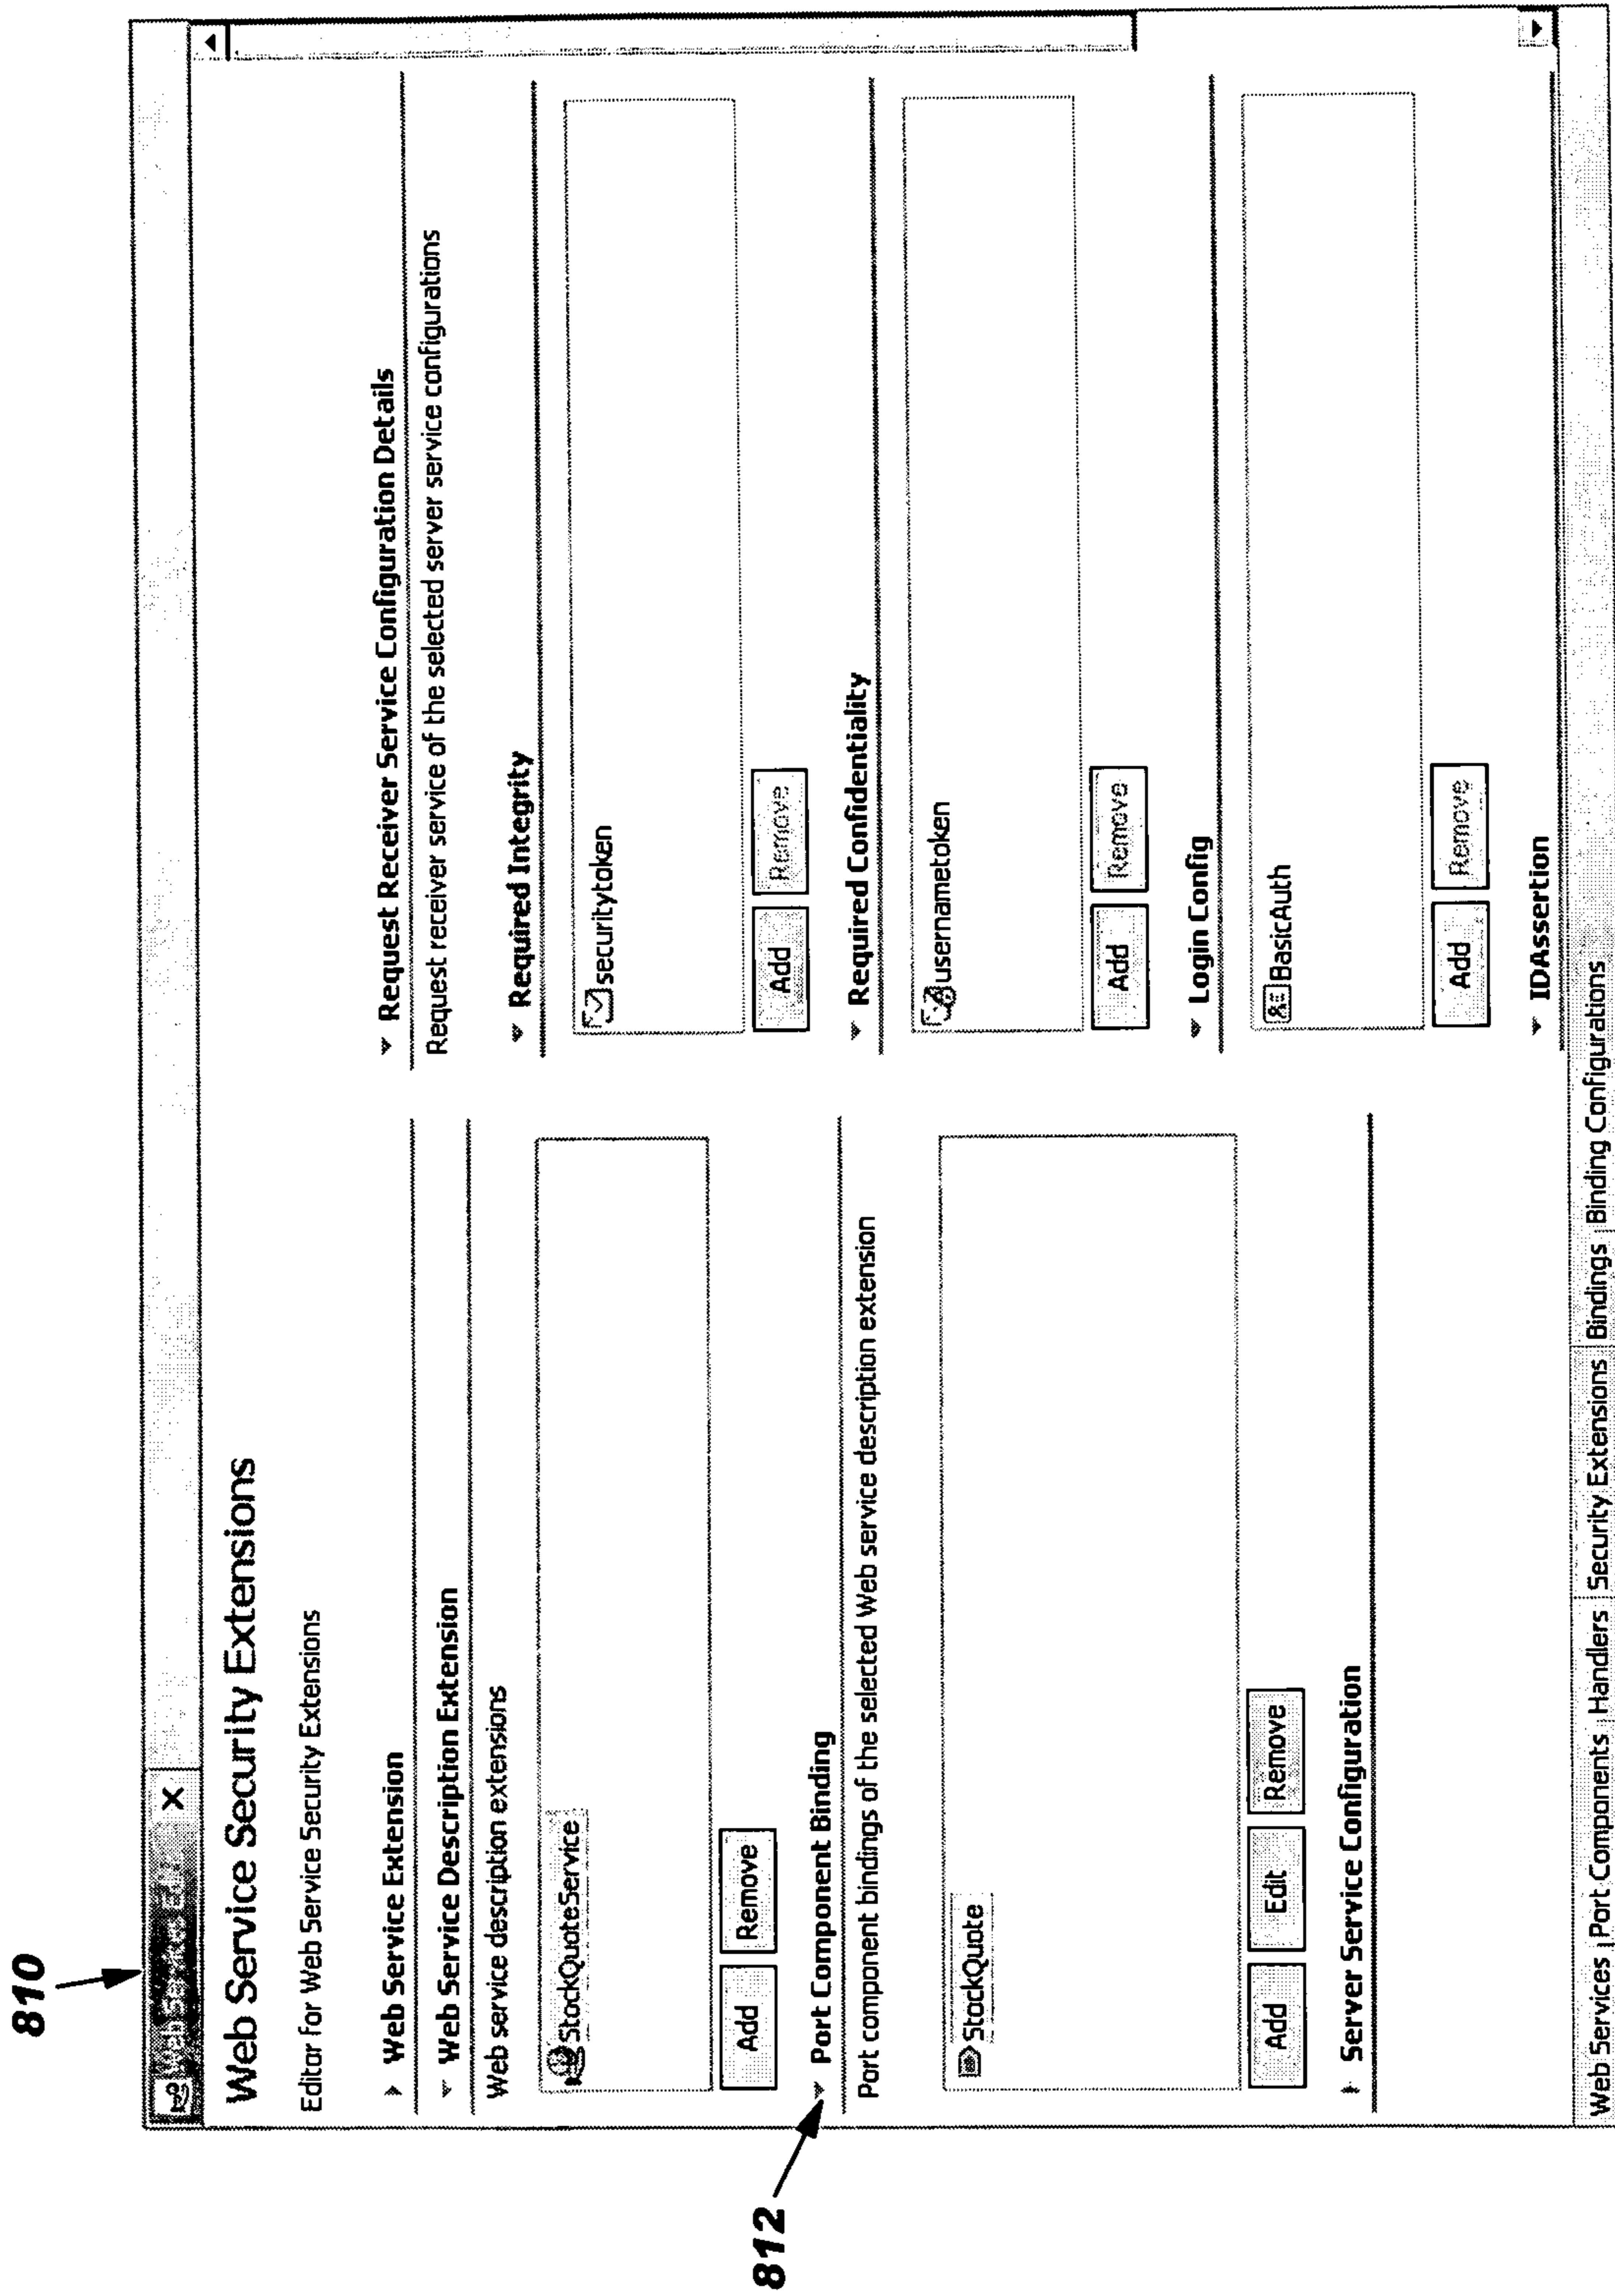 810
X
Web Service Security Extensions
Editor for Web Service Security Extensions
Web Service Extension
Web Service Description Extension
Web service description extensions
StockQuoteService
Add Remove
812
Port Component Binding
Port component bindings of the selected Web service description extension
StockQuote
Add Edit Remove
Server Service Configuration
Request Receiver Service Configuration Details
Request receiver service of the selected server service configurations
Required Integrity
securitytoken
Add Remove
Required Confidentiality
usernametoken
Add Remove
Login Config
BasicAuth
Add Remove
IDAssertion
Web Services Port Components Handlers Security Extensions Bindings Binding Configurations